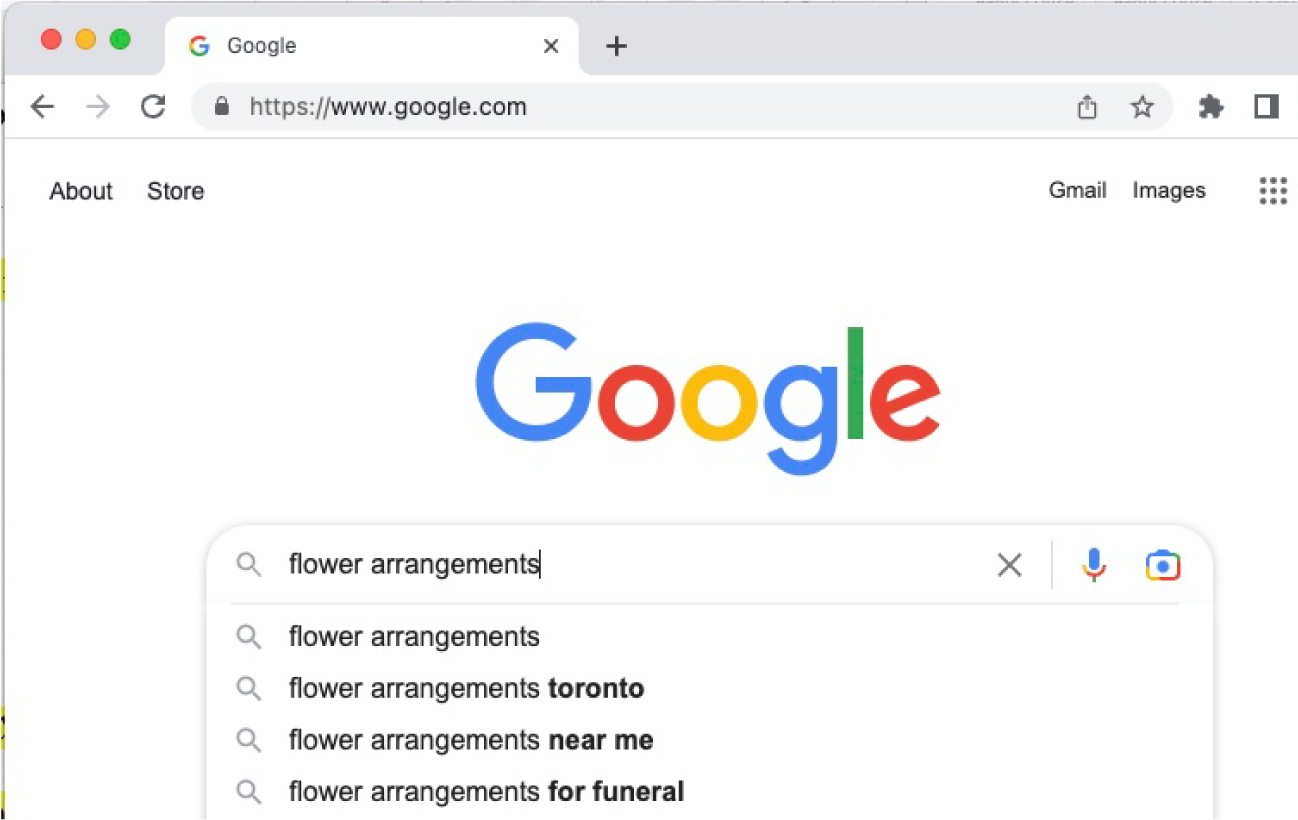 Google
https://www.google.com
About Store Gmail Images
Google
flower arrangements
flower arrangements
flower arrangements toronto
flower arrangements near me
flower arrangements for funeral